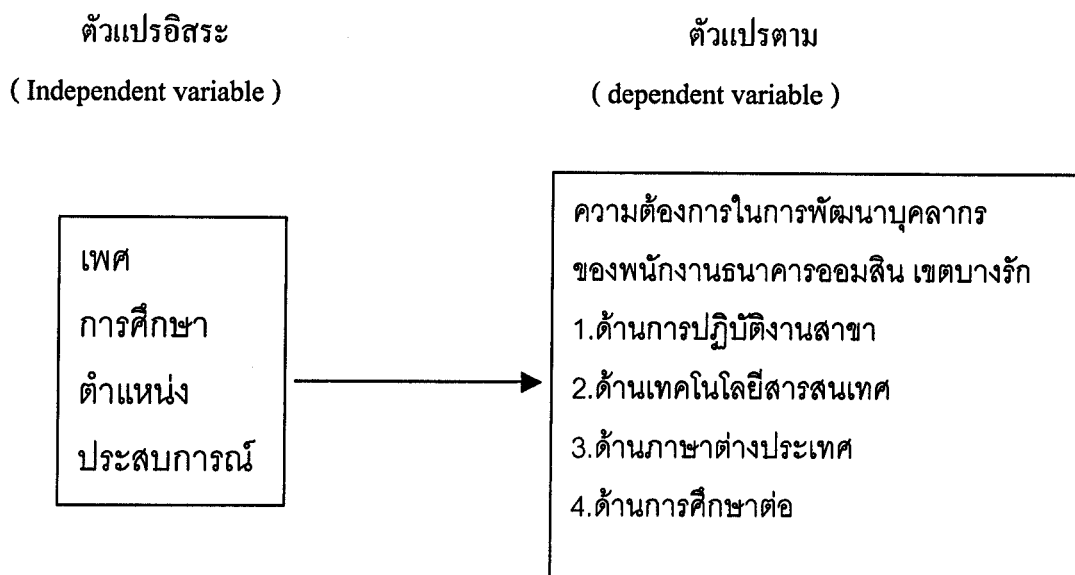 ตัวแปรอิสระ
( Independent variable )
ตัวแปรตาม
( dependent variable )
เพศ
การศึกษา
ตำแหน่ง
ประสบการณ์
ความต้องการในการพัฒนาบุคลากร
ของพนักงานธนาคารออมสิน เขตบางรัก
1.ด้านการปฏิบัติงานสาขา
2.ด้านเทคโนโลยีสารสนเทศ
3.ด้านภาษาต่างประเทศ
4.ด้านการศึกษาต่อ